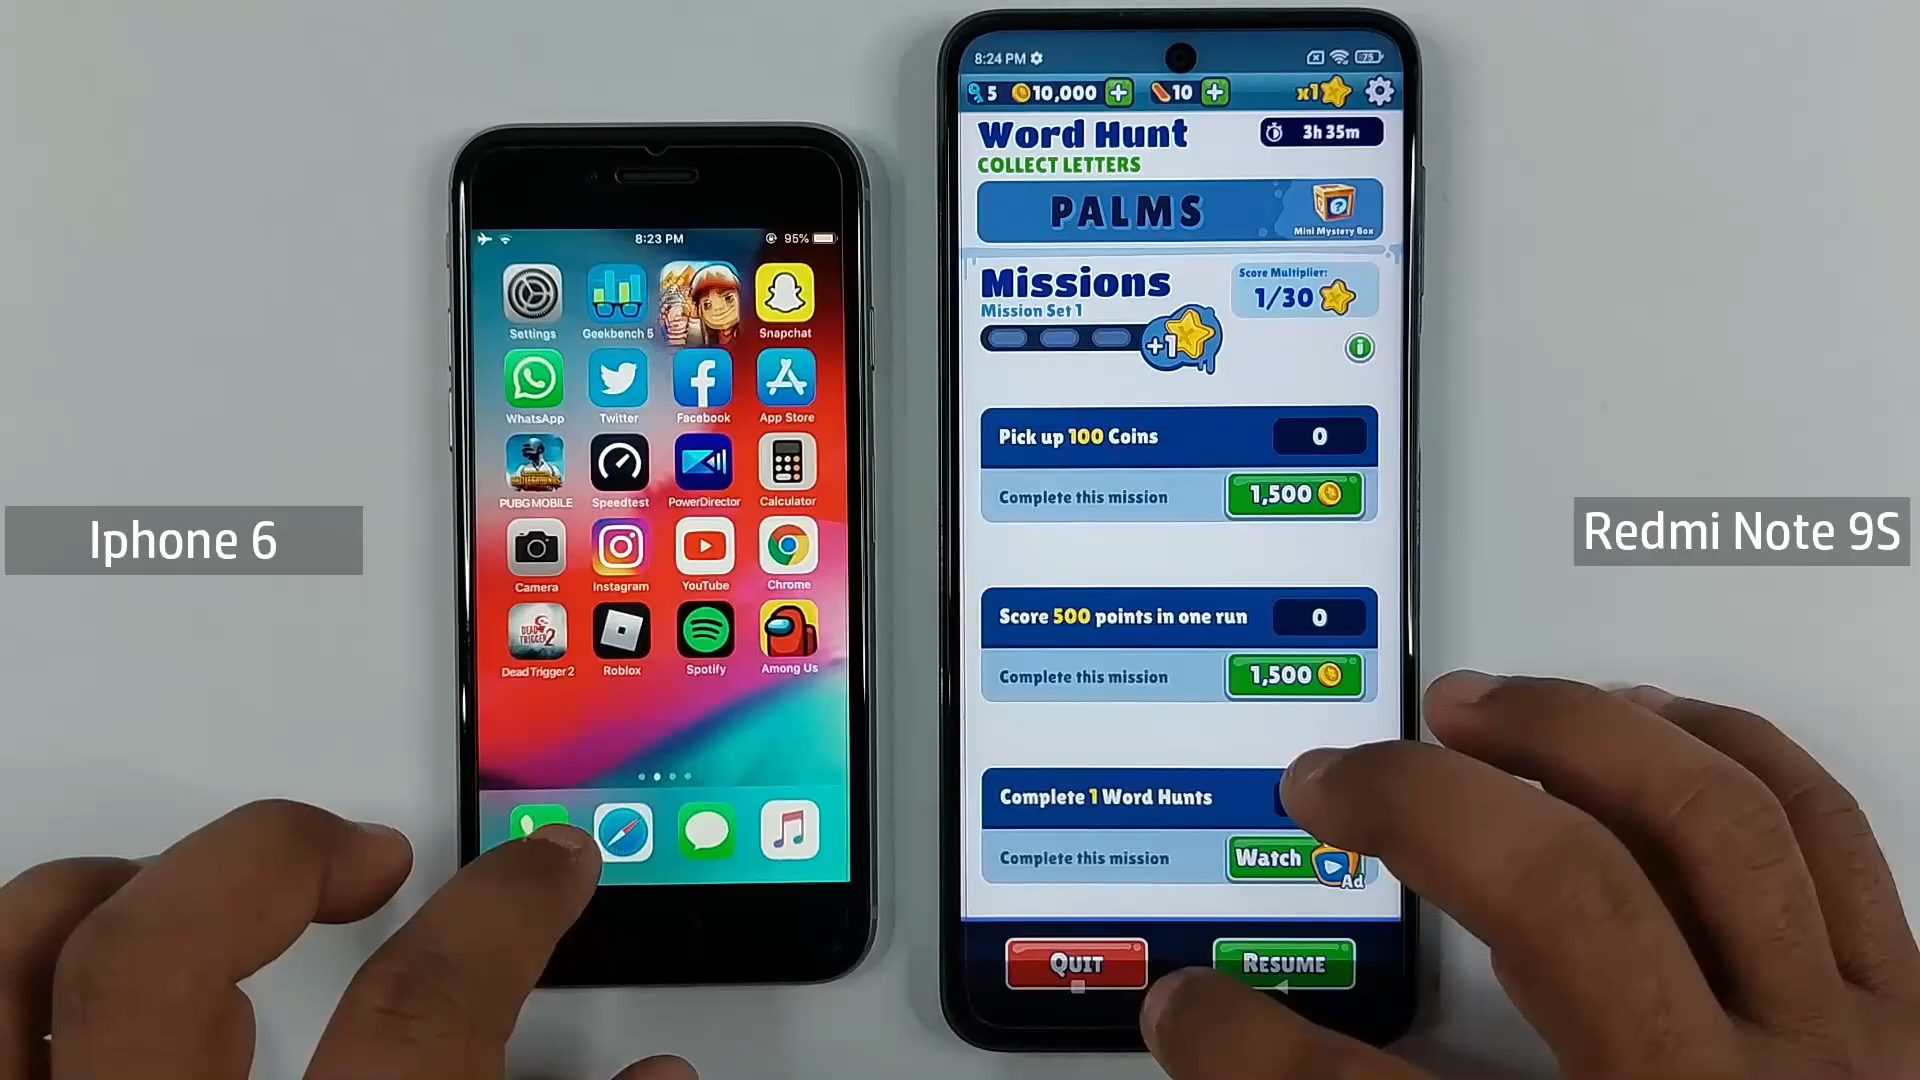 Iphone 6
8:23 PM
95%
Settings
Geekbench 5
Snapchat
WhatsApp
Twitter
Facebook
App Store
PUBG MOBILE
Speedtest
PowerDirector
Calculator
Camera
Instagram
YouTube
Chrome
DEAD TRIGGER 2
Dead Trigger 2
Roblox
Spotify
Among Us
8:24 PM
75
5
10,000
10
x1
Word Hunt
3h 35m
COLLECT LETTERS
PALMS
Mini Mystery Box
Missions
Score Multiplier:
1/30
Mission Set 1
+1
Pick up 100 Coins
0
Complete this mission
1,500
Score 500 points in one run
0
Complete this mission
1,500
Complete 1 Word Hunts
Complete this mission
Watch
Ad
QUIT
RESUME
Redmi Note 9S